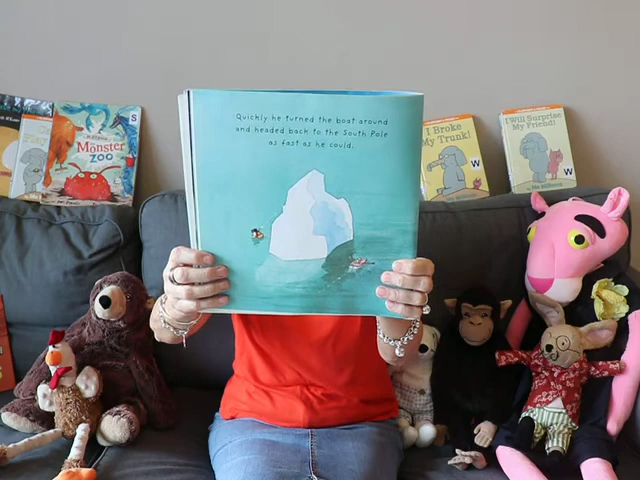 Quickly he turned the boat around
and headed back to the South Pole
as fast as he could.
Mönster
ZOO
S
I Broke
My Trunk!
W
I Will Surprise
My Friend!
W